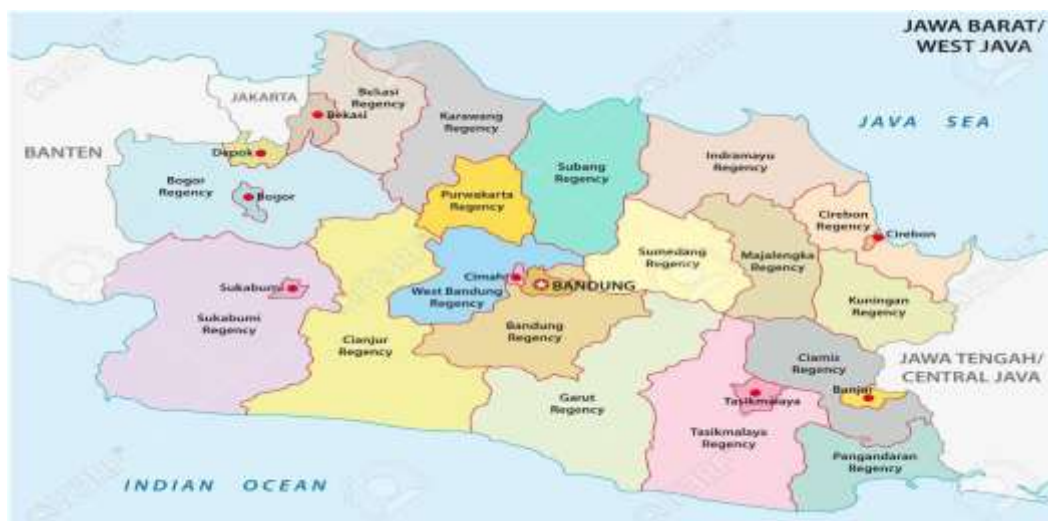 JAWA BARAT/
WEST JAVA
JAKARTA
Bekasi
Regency
Bekasi
Karawang
Regency
JAVA SEA
BANTEN
Depok
Subang
Regency
Indramayu
Regency
Bogor
Regency
Bogor
Purwakarta
Regency
Cirebon
Regency
Cirebon
Sumedang
Regency
Majalengka
Regency
Cimahi
BANDUNG
West Bandung
Regency
Sukabumi
Sukabumi
Regency
Kuningan
Regency
Bandung
Regency
Cianjur
Regency
Ciamis
Regency
JAWA TENGAH/
CENTRAL JAVA
Garut
Regency
Tasikmalaya
Banjar
Tasikmalaya
Regency
Pangandaran
Regency
INDIAN OCEAN